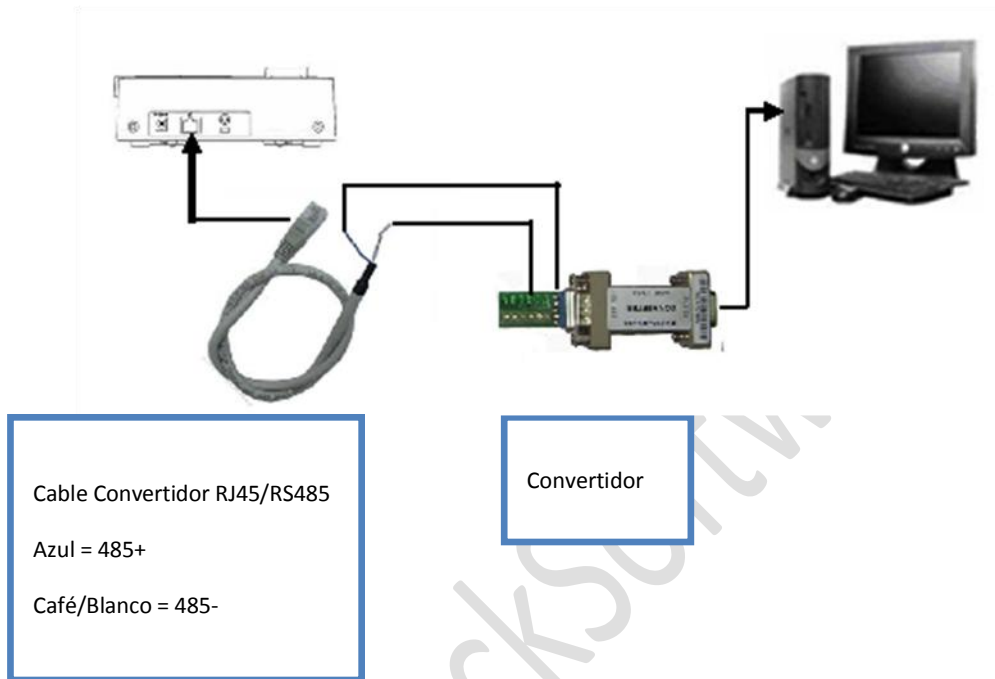 Cable Convertidor RJ45/RS485
Azul = 485+
Café/Blanco = 485-
Convertidor